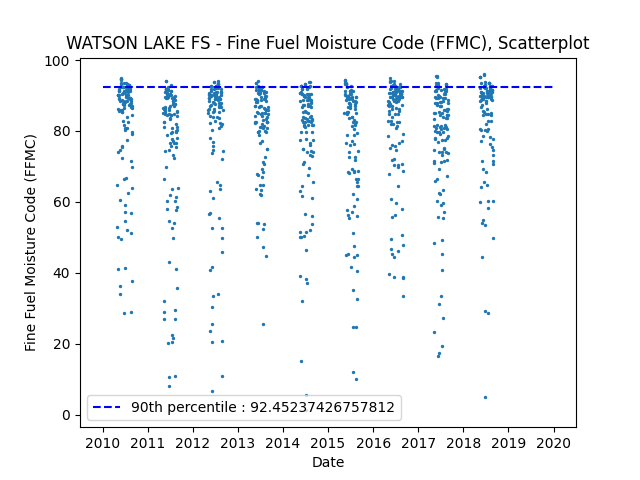 WATSON LAKE FS - Fine Fuel Moisture Code (FFMC), Scatterplot
100
80
60
40
20
0
Fine Fuel Moisture Code (FFMC)
90th percentile : 92.45237426757812
2010 2011 2012 2013 2014 2015 2016 2017 2018 2019 2020
Date